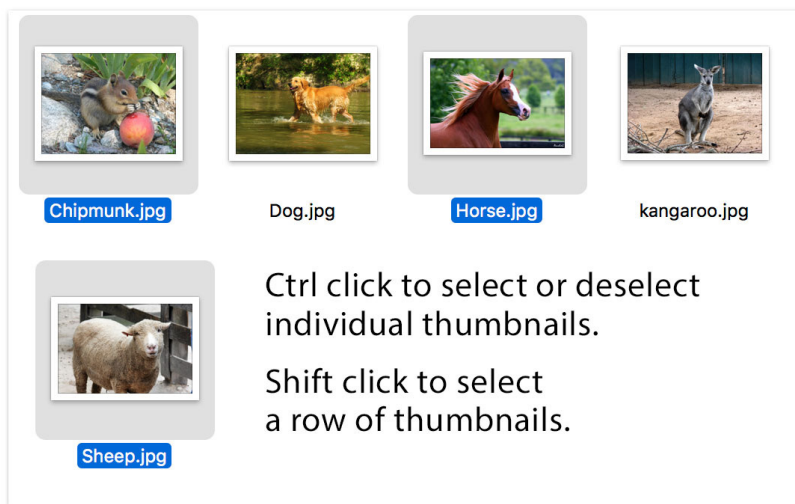 Chipmunk.jpg
Dog.jpg
Horse.jpg
kangaroo.jpg
Ctrl click to select or deselect
individual thumbnails.
Shift click to select
a row of thumbnails.
Sheep.jpg